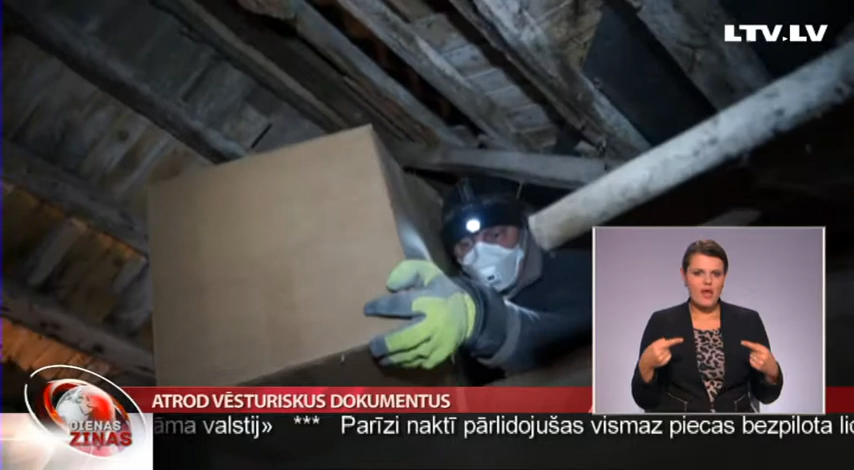 LTV.LV
ATROD VĒSTURISKUS DOKUMENTUS
DIENAS
ZIŅAS
āma valstij» *** Parīzi naktī pārlidojušas vismaz piecas bezpilota lid